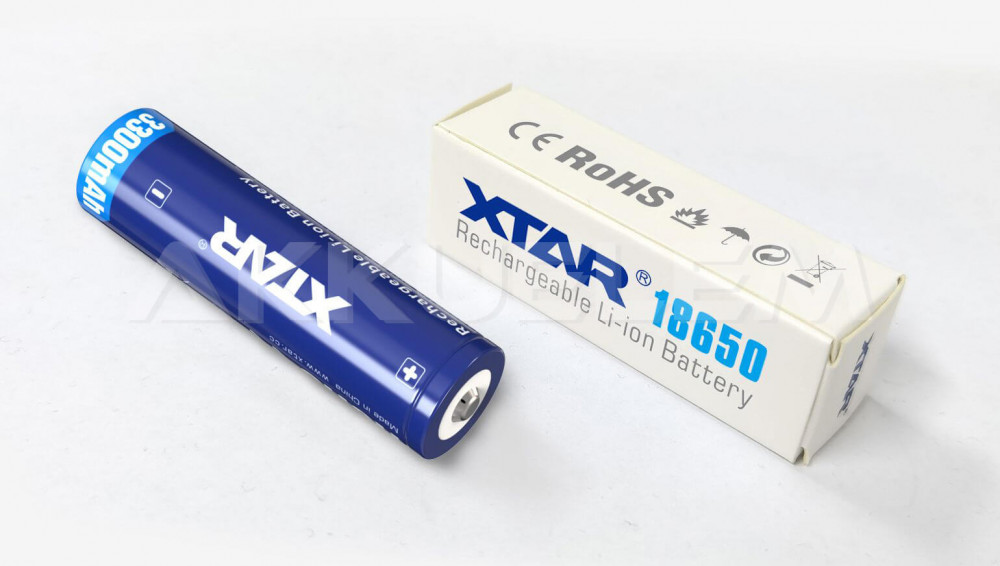 3300mAh
XTAR®
Rechargeable Li-ion Battery
Made in China www.xtar.cc
CE RoHS
XTAR®
Rechargeable Li-ion Battery
18650
XTAR
AKKUELEM